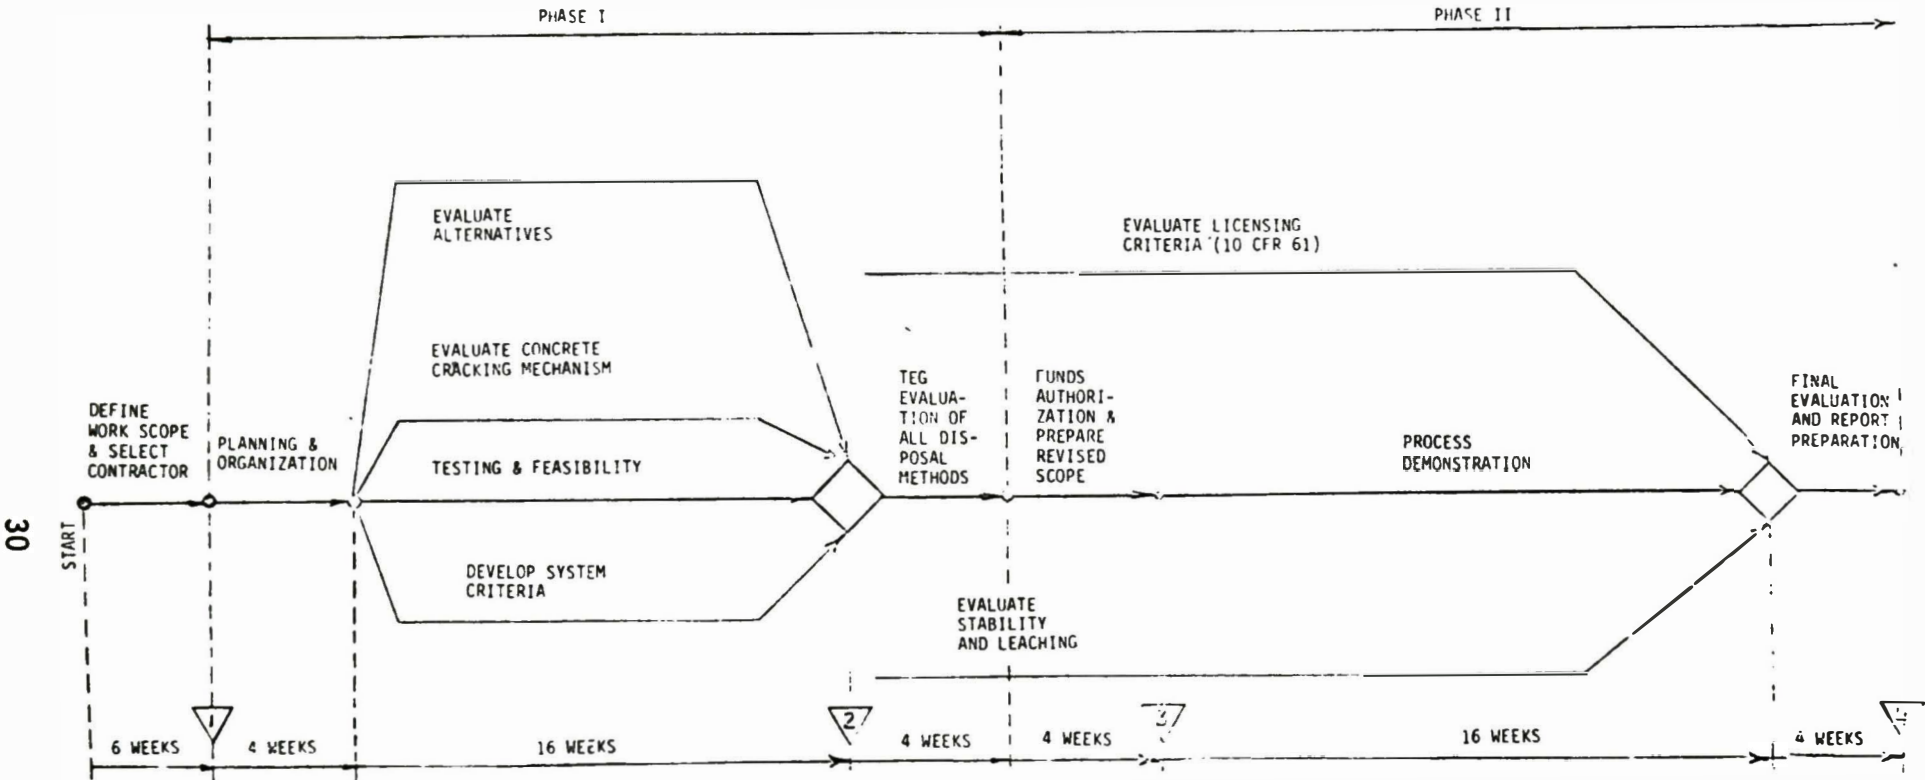 PHASE I
PHASE II
EVALUATE
ALTERNATIVES
EVALUATE LICENSING
CRITERIA (10 CFR 61)
EVALUATE CONCRETE
CRACKING MECHANISM
DEFINE
WORK SCOPE
& SELECT
CONTRACTOR
PLANNING &
ORGANIZATION
TESTING & FEASIBILITY
TEG
EVALUA-
TION OF
ALL DIS-
POSAL
METHODS
FUNDS
AUTHORI-
ZATION &
PREPARE
REVISED
SCOPE
PROCESS
DEMONSTRATION
FINAL
EVALUATION
AND REPORT
PREPARATION
30
START
DEVELOP SYSTEM
CRITERIA
EVALUATE
STABILITY
AND LEACHING
1
2
3
4
6 WEEKS
4 WEEKS
16 WEEKS
4 WEEKS
4 WEEKS
16 WEEKS
4 WEEKS